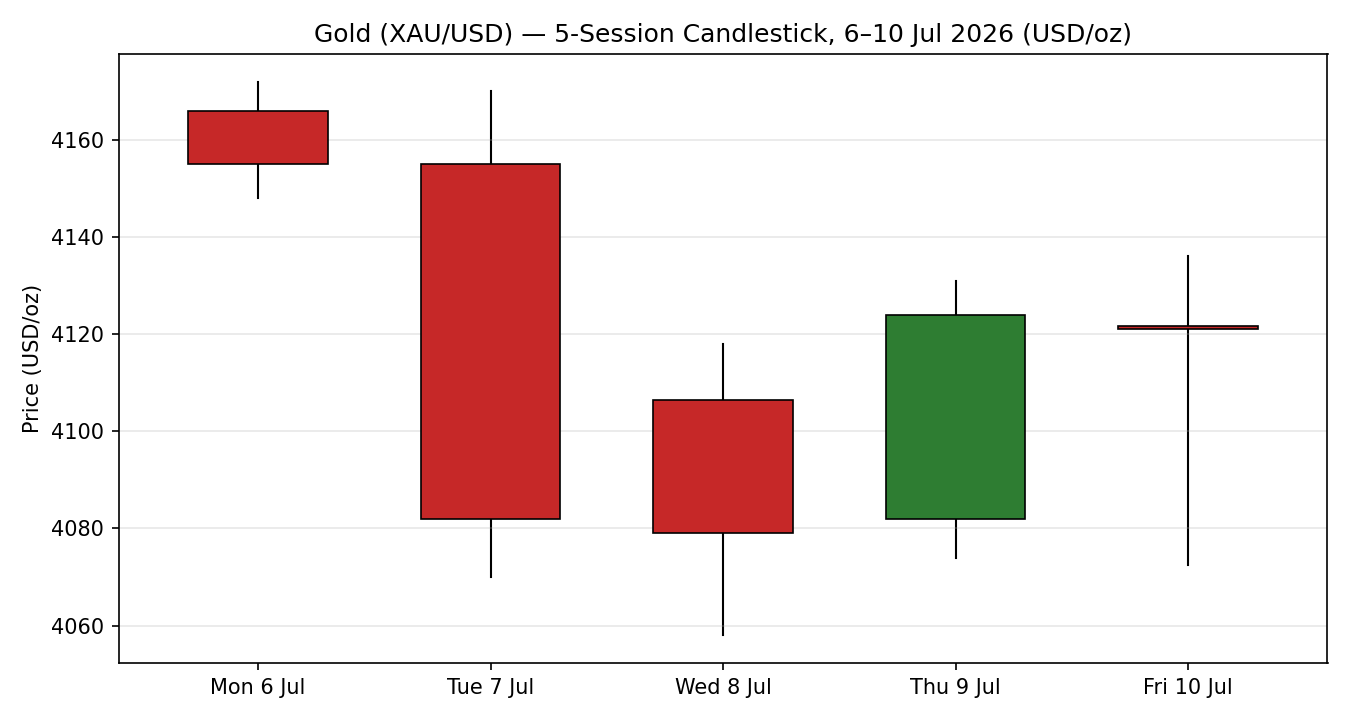 Gold (XAU/USD) — 5-Session Candlestick, 6–10 Jul 2026 (USD/oz)
Price (USD/oz)
4160
4140
4120
4100
4080
4060
Mon 6 Jul
Tue 7 Jul
Wed 8 Jul
Thu 9 Jul
Fri 10 Jul